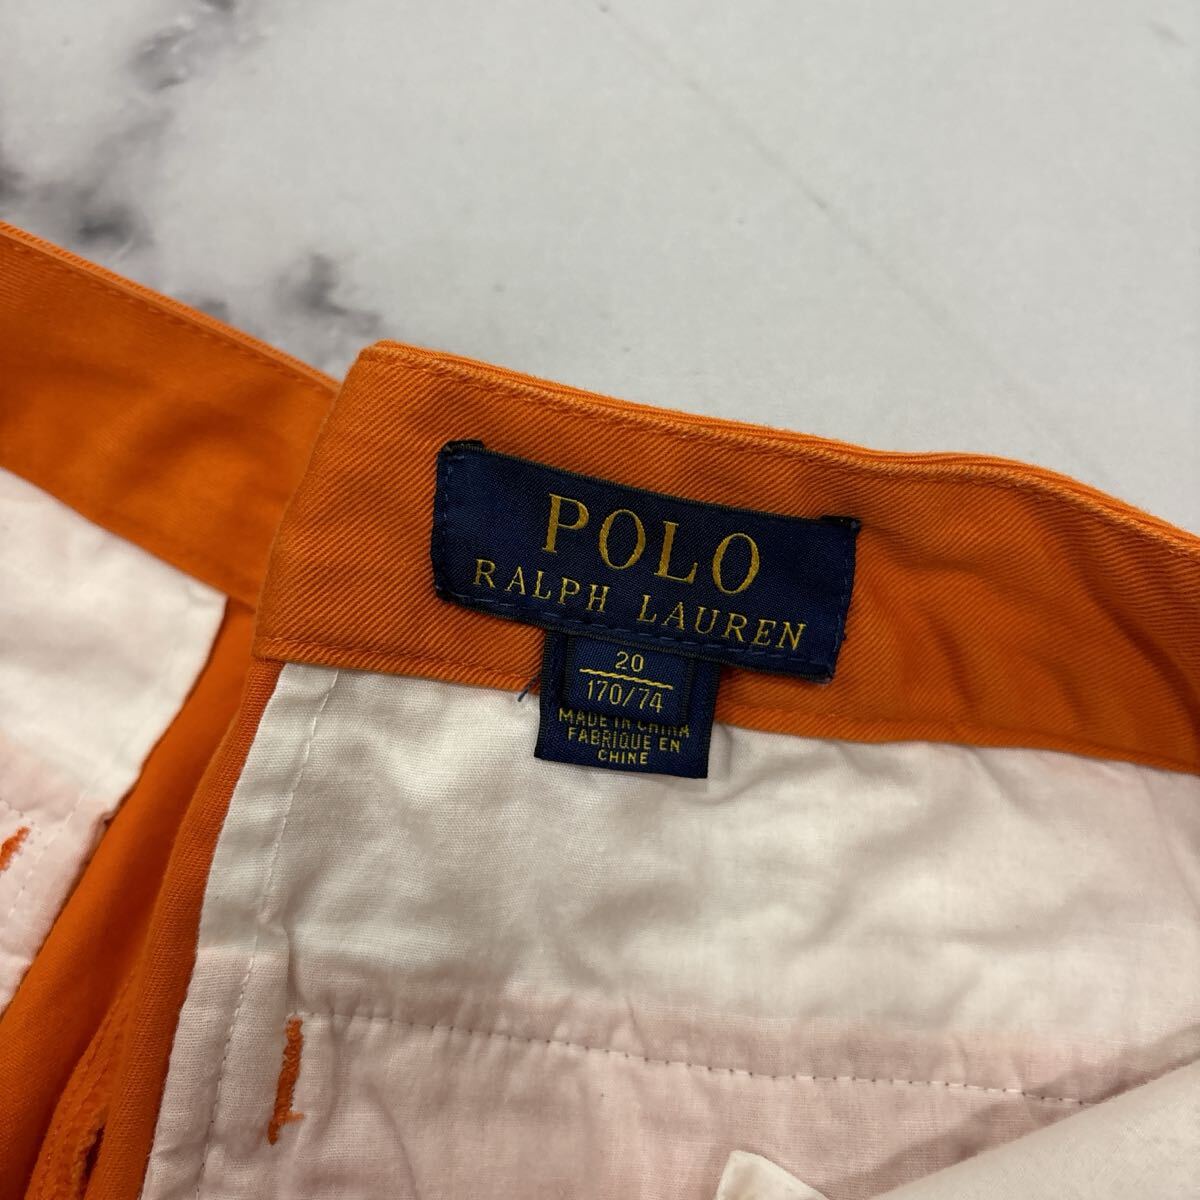 POLO
RALPH LAUREN
20
170/74
MADE IN CHINA
FABRIQUE EN
CHINE